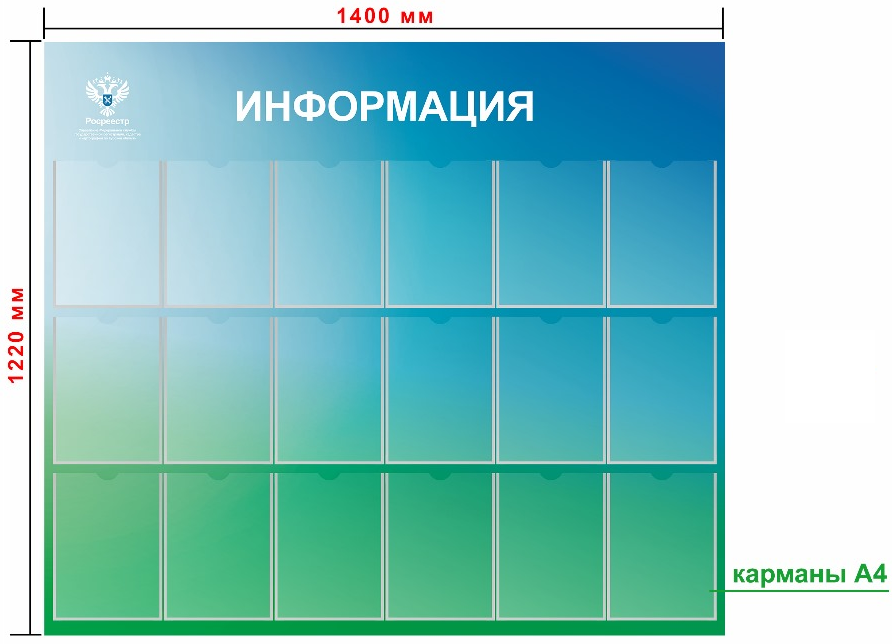 1400 мм
ИНФОРМАЦИЯ
Росреестр
1220 мм
карманы А4